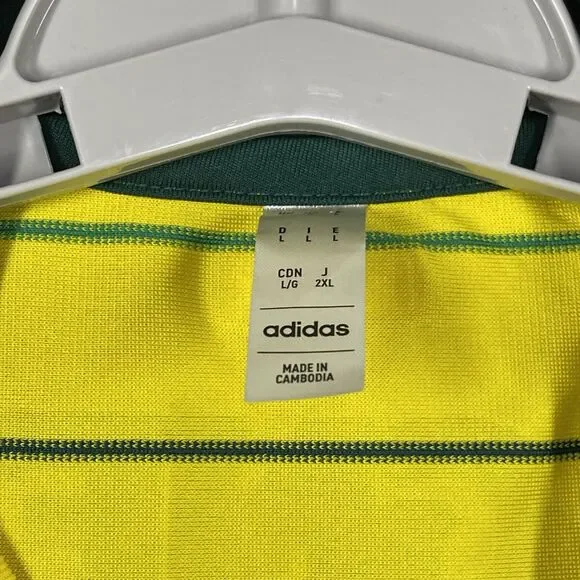 D I E
L L L
CDN J
L/G 2XL
adidas
MADE IN
CAMBODIA